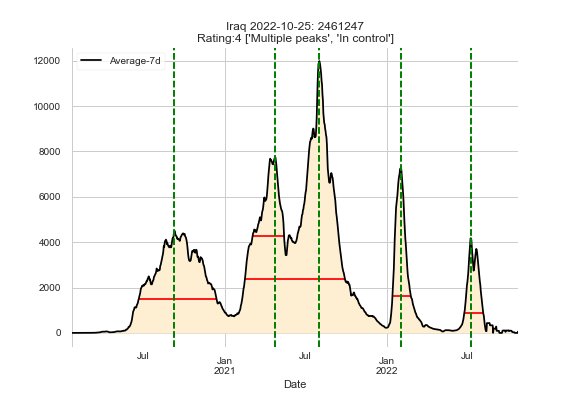 Iraq 2022-10-25: 2461247
Rating:4 ['Multiple peaks', 'In control']
Average-7d
12000
10000
8000
6000
4000
2000
0
Jul
Jan
2021
Jul
Jan
2022
Jul
Date